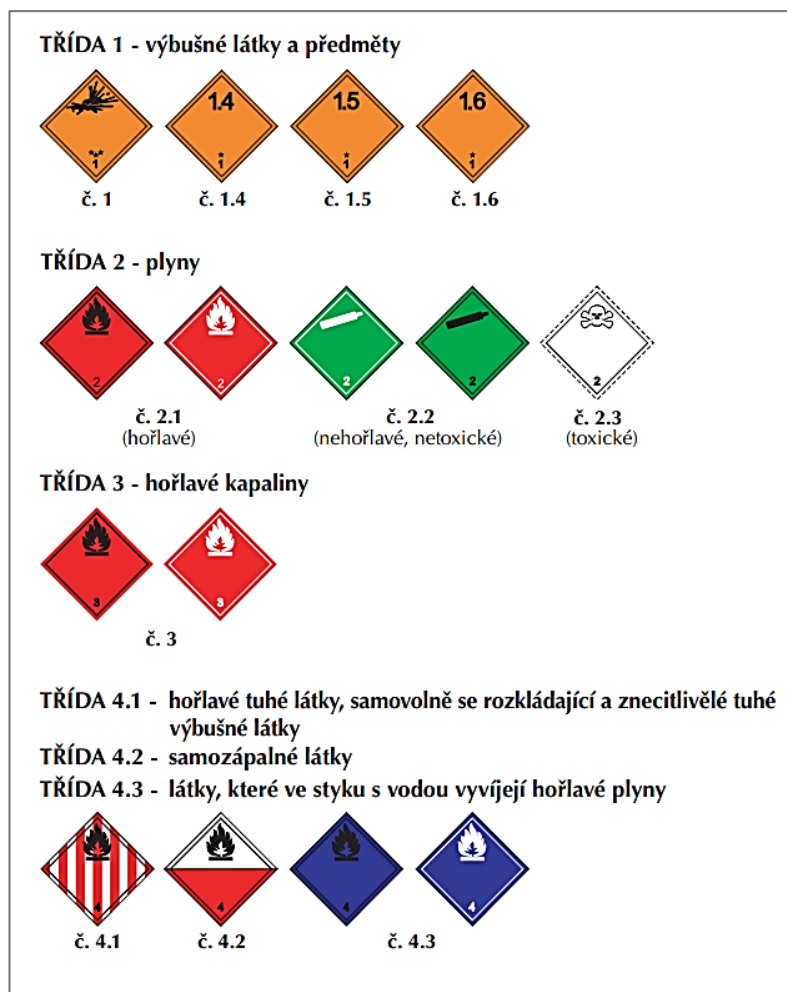 TŘÍDA 1 - výbušné látky a předměty
1.4 1.5 1.6
*** * * *
1 1 1 1
č. 1 č. 1.4 č. 1.5 č. 1.6
TŘÍDA 2 - plyny
2 2 2 2 2
č. 2.1 č. 2.2 č. 2.3
(hořlavé) (nehořlavé, netoxické) (toxické)
TŘÍDA 3 - hořlavé kapaliny
3 3
č. 3
TŘÍDA 4.1 - hořlavé tuhé látky, samovolně se rozkládající a znecitlivělé tuhé
výbušné látky
TŘÍDA 4.2 - samozápalné látky
TŘÍDA 4.3 - látky, které ve styku s vodou vyvíjejí hořlavé plyny
4 4 4 4
č. 4.1 č. 4.2 č. 4.3